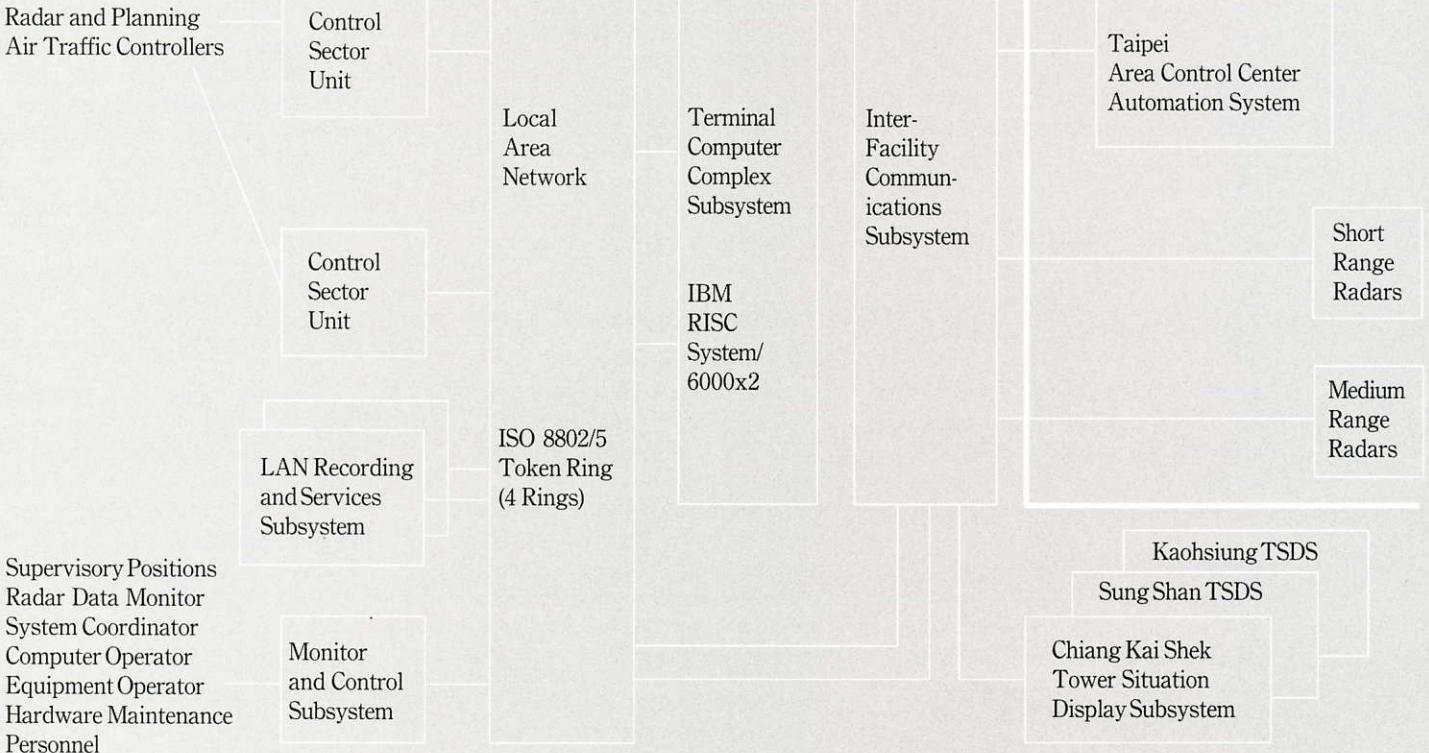 Radar and Planning
Air Traffic Controllers
Control
Sector
Unit
Control
Sector
Unit
LAN Recording
and Services
Subsystem
Supervisory Positions
Radar Data Monitor
System Coordinator
Computer Operator
Equipment Operator
Hardware Maintenance
Personnel
Monitor
and Control
Subsystem
Local
Area
Network
ISO 8802/5
Token Ring
(4 Rings)
Terminal
Computer
Complex
Subsystem
IBM
RISC
System/
6000x2
Inter-
Facility
Commun-
ications
Subsystem
Taipei
Area Control Center
Automation System
Short
Range
Radars
Medium
Range
Radars
Kaohsiung TSDS
Sung Shan TSDS
Chiang Kai Shek
Tower Situation
Display Subsystem